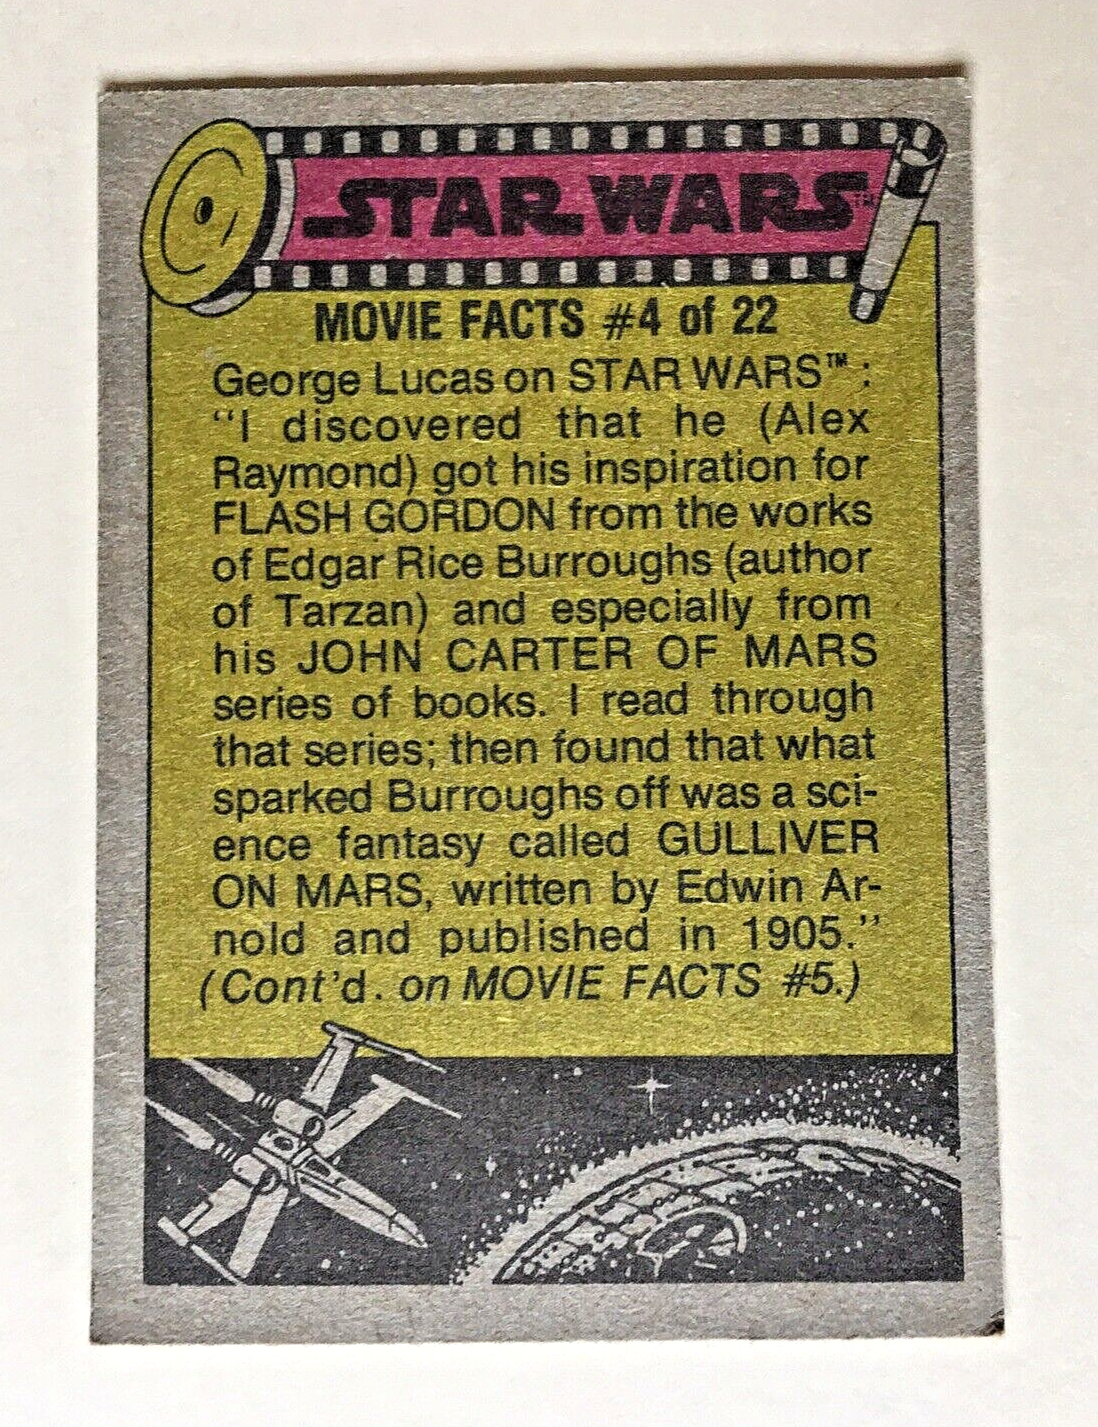 STAR WARS™
MOVIE FACTS #4 of 22
George Lucas on STAR WARS™ :
“I discovered that he (Alex
Raymond) got his inspiration for
FLASH GORDON from the works
of Edgar Rice Burroughs (author
of Tarzan) and especially from
his JOHN CARTER OF MARS
series of books. I read through
that series; then found that what
sparked Burroughs off was a sci-
ence fantasy called GULLIVER
ON MARS, written by Edwin Ar-
nold and published in 1905.”
(Cont’d. on MOVIE FACTS #5.)